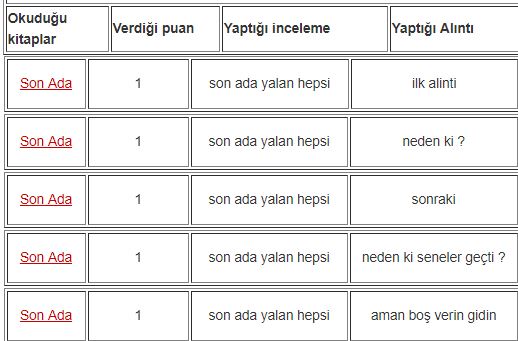 Okuduğu kitaplar Verdiği puan Yaptığı inceleme Yaptığı Alıntı
Son Ada 1 son ada yalan hepsi ilk alinti
Son Ada 1 son ada yalan hepsi neden ki ?
Son Ada 1 son ada yalan hepsi sonraki
Son Ada 1 son ada yalan hepsi neden ki seneler geçti ?
Son Ada 1 son ada yalan hepsi aman boş verin gidin